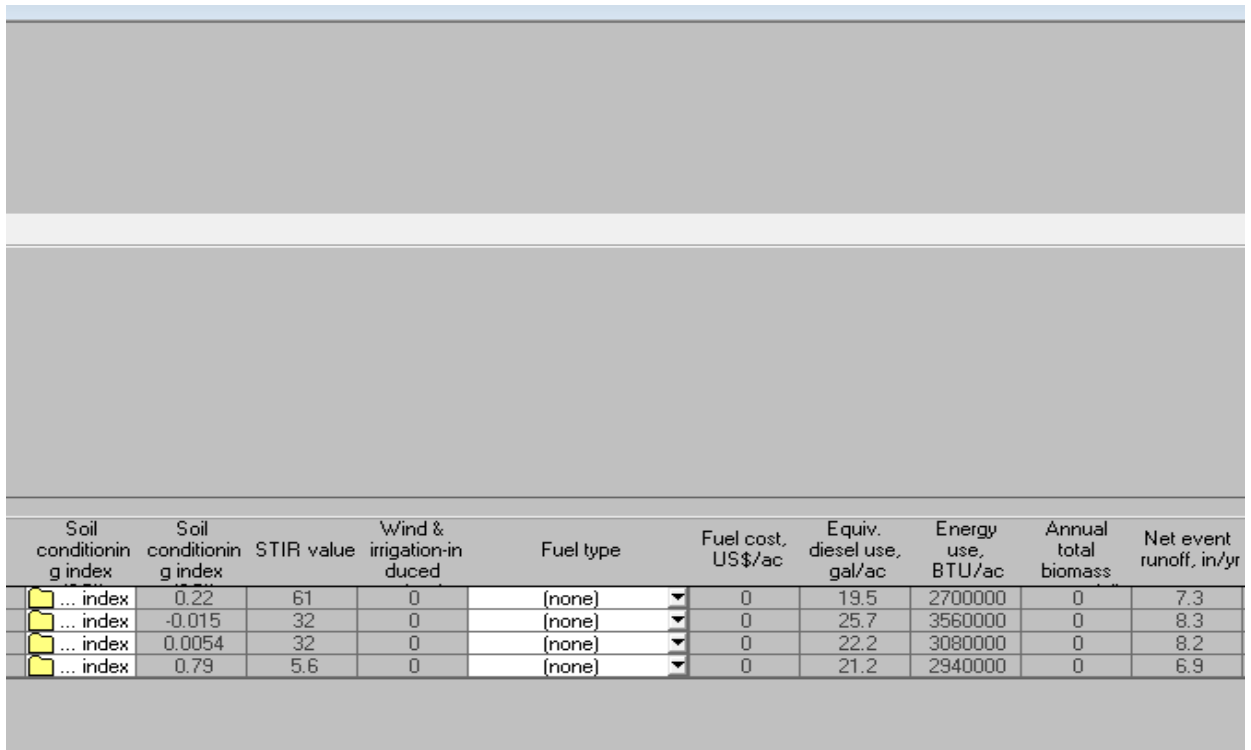 Soil conditionin g index
Soil conditionin g index
STIR value
Wind & irrigation-in duced
Fuel type
Fuel cost, US$/ac
Equiv. diesel use, gal/ac
Energy use, BTU/ac
Annual total biomass
Net event runoff, in/yr
... index 0.22 61 0 (none) 0 19.5 2700000 0 7.3
... index -0.015 32 0 (none) 0 25.7 3560000 0 8.3
... index 0.0054 32 0 (none) 0 22.2 3080000 0 8.2
... index 0.79 5.6 0 (none) 0 21.2 2940000 0 6.9